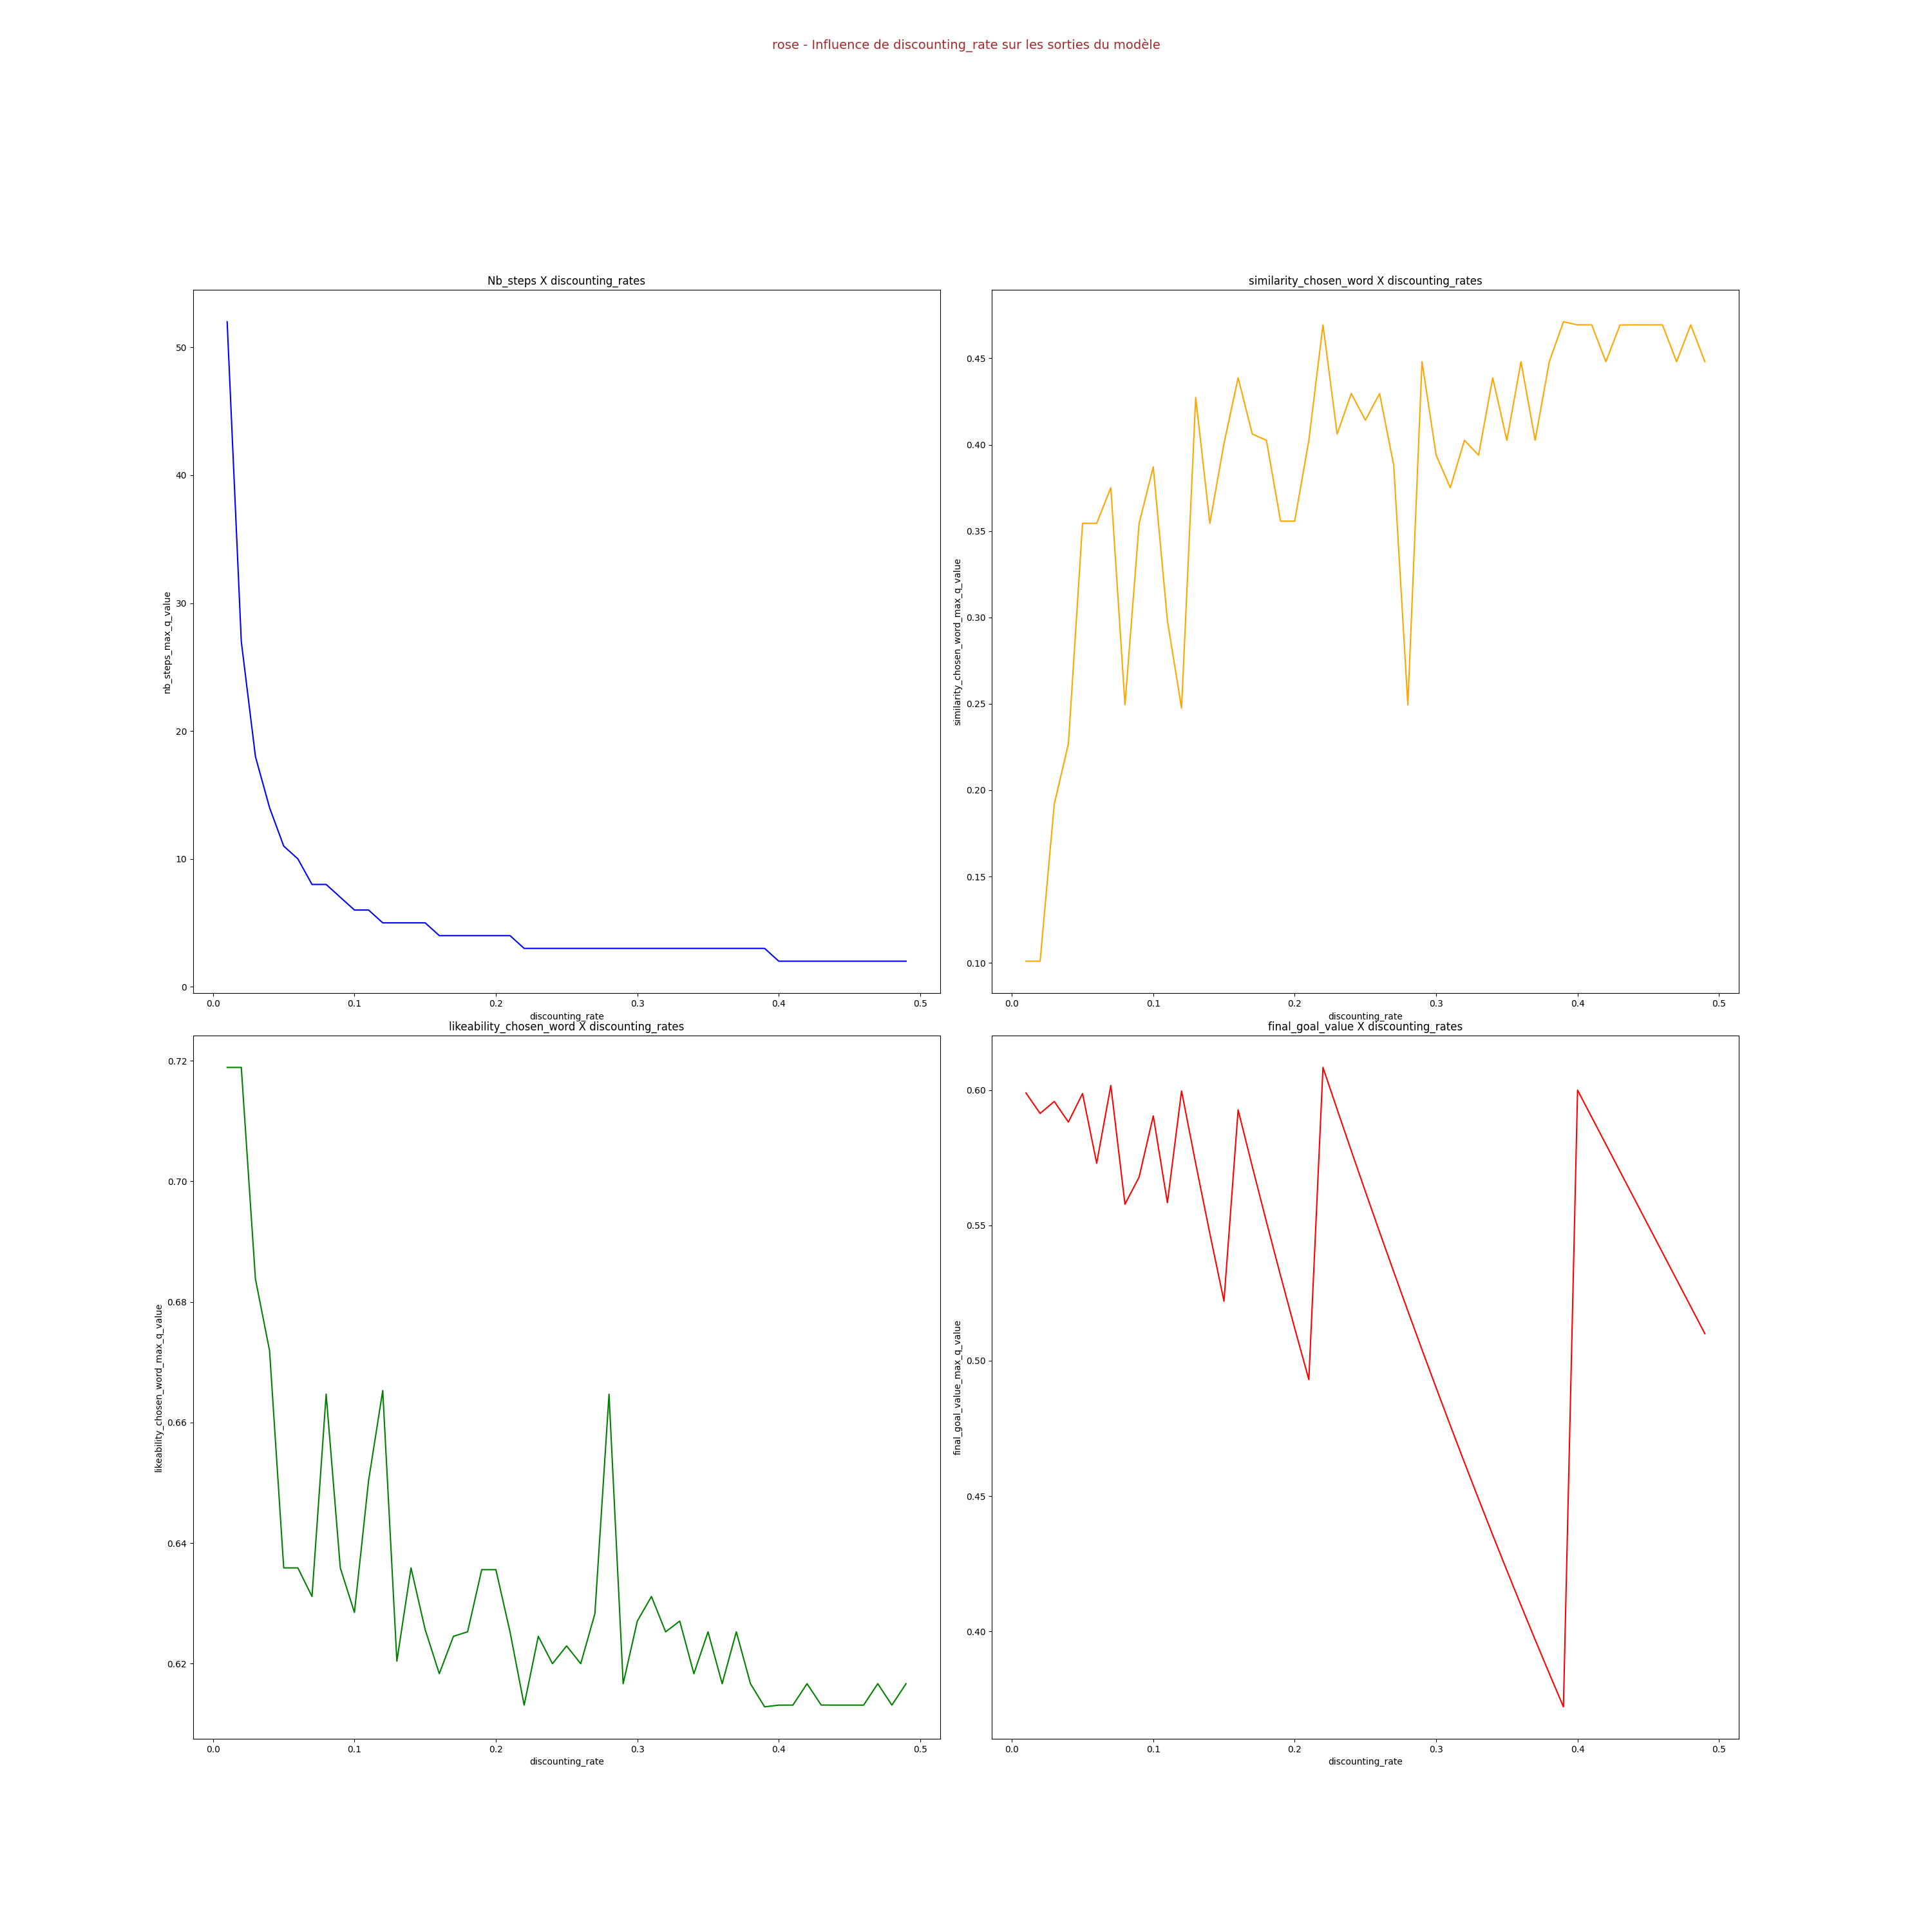 rose - Influence de discounting_rate sur les sorties du modèle
Nb_steps X discounting_rates
nb_steps_max_q_value
50
40
30
20
10
0
0.0 0.1 0.2 0.3 0.4 0.5
discounting_rate
similarity_chosen_word X discounting_rates
similarity_chosen_word_max_q_value
0.45
0.40
0.35
0.30
0.25
0.20
0.15
0.10
0.0 0.1 0.2 0.3 0.4 0.5
discounting_rate
likeability_chosen_word X discounting_rates
likeability_chosen_word_max_q_value
0.72
0.70
0.68
0.66
0.64
0.62
0.0 0.1 0.2 0.3 0.4 0.5
discounting_rate
final_goal_value X discounting_rates
final_goal_value_max_q_value
0.60
0.55
0.50
0.45
0.40
0.0 0.1 0.2 0.3 0.4 0.5
discounting_rate